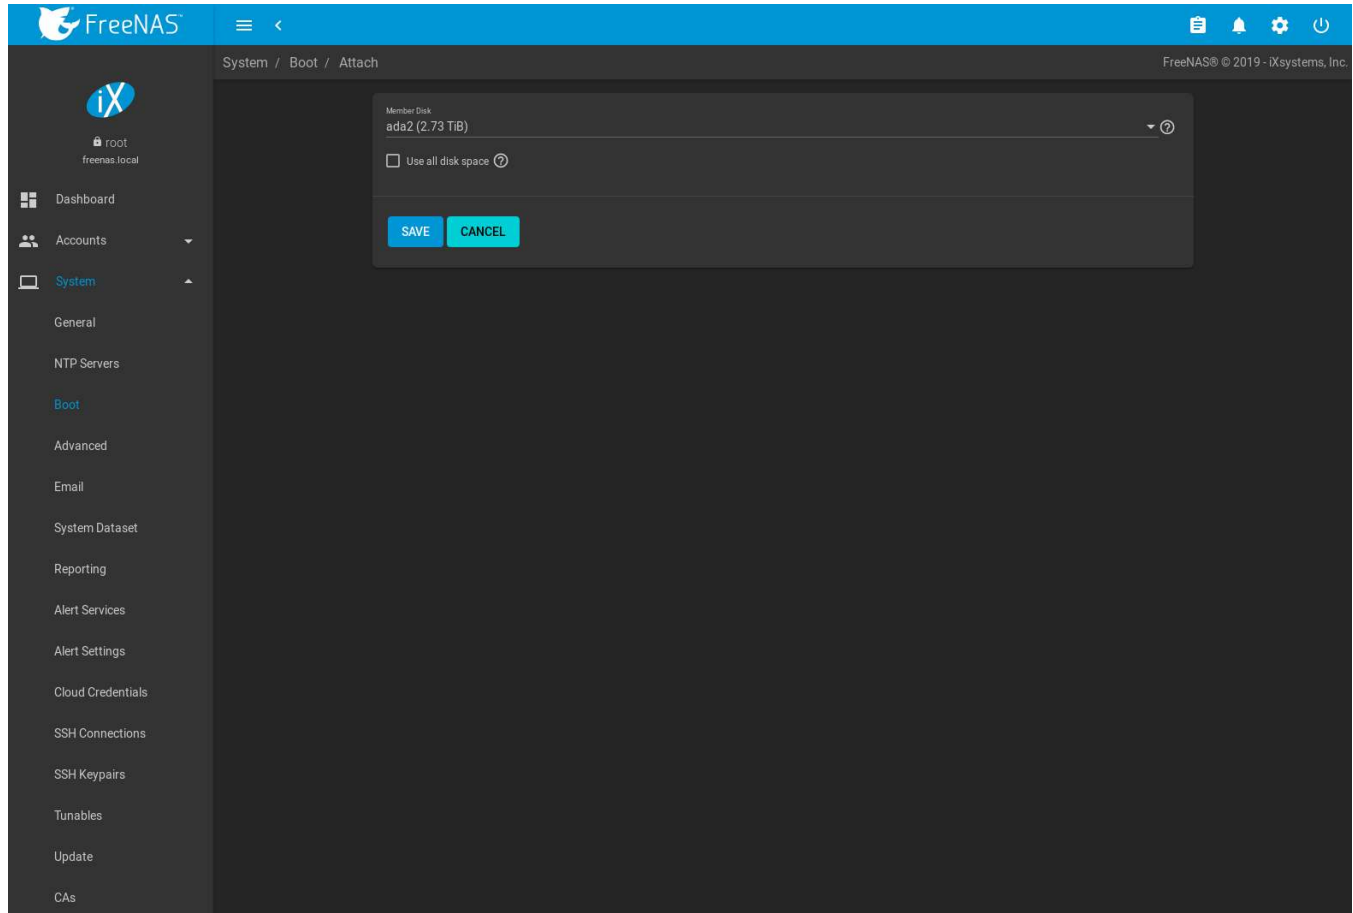 FreeNAS®
System / Boot / Attach
FreeNAS® © 2019 - iXsystems, Inc.
iX
root
freenas.local
Dashboard
Accounts
System
General
NTP Servers
Boot
Advanced
Email
System Dataset
Reporting
Alert Services
Alert Settings
Cloud Credentials
SSH Connections
SSH Keypairs
Tunables
Update
CAs
Member Disk
ada2 (2.73 TiB)
Use all disk space
SAVE CANCEL